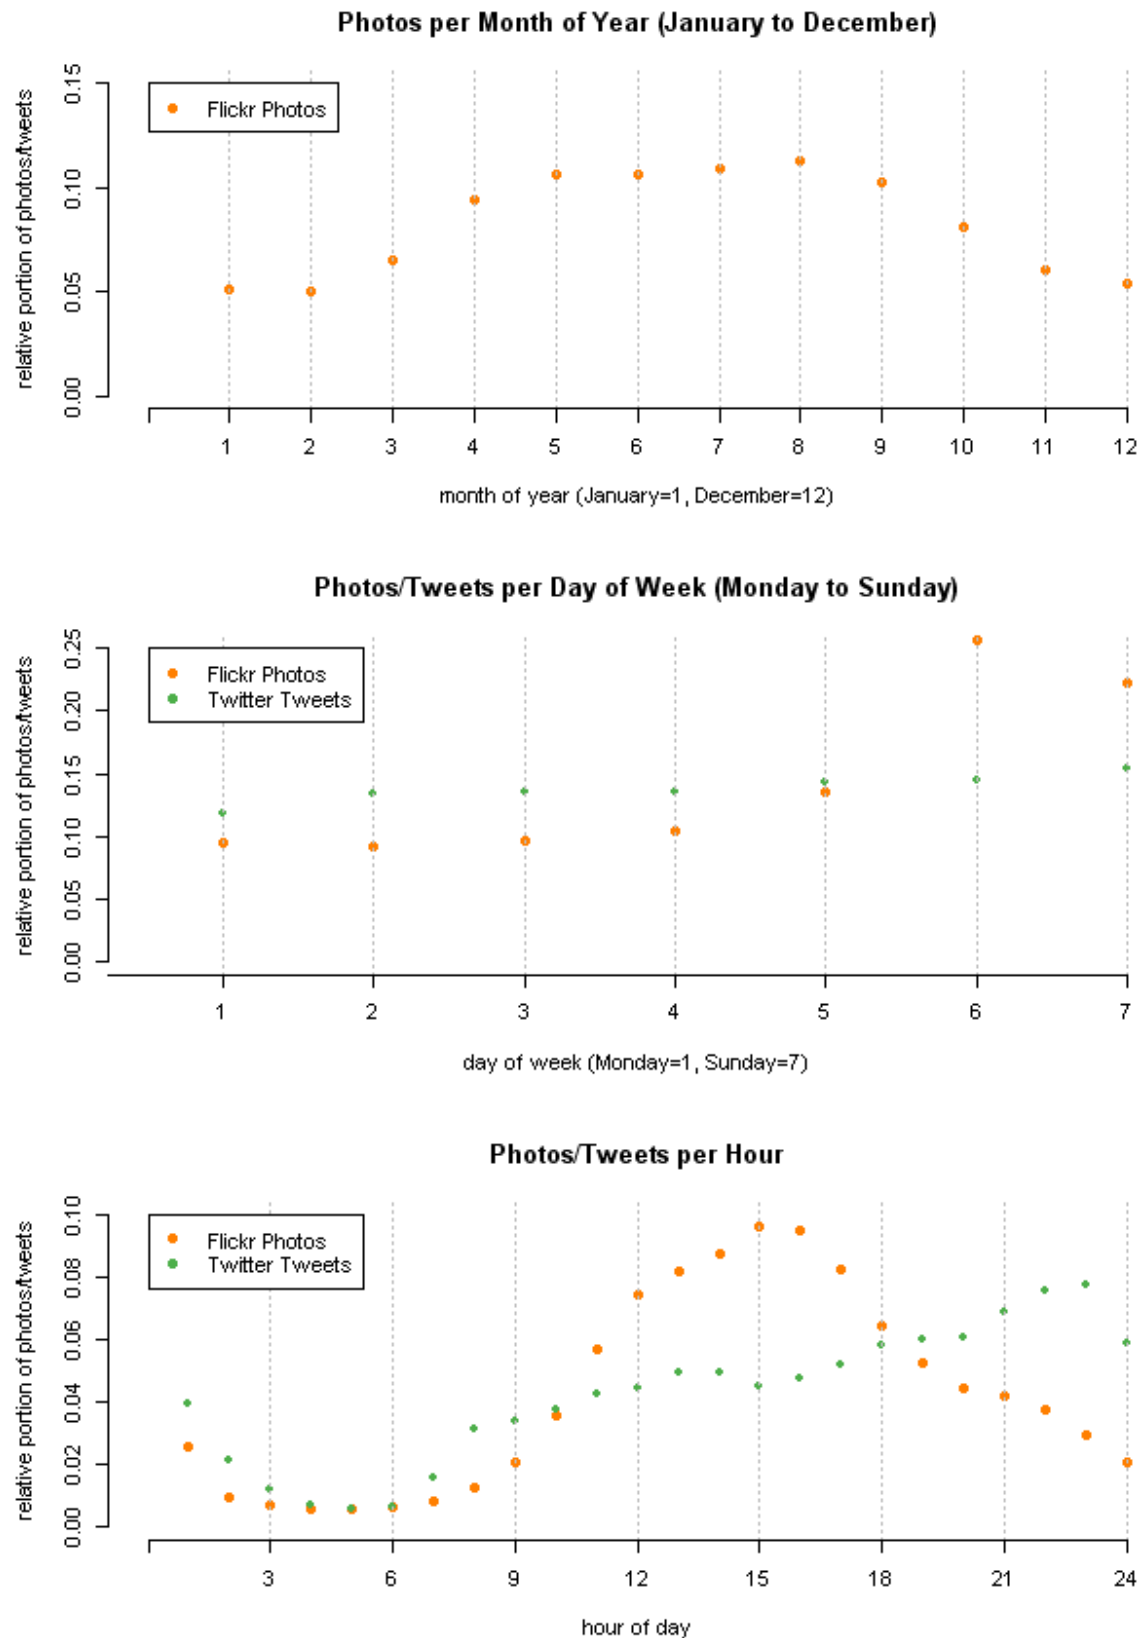 Photos per Month of Year (January to December)
relative portion of photos/tweets
0.15
0.10
0.05
0.00
Flickr Photos
1 2 3 4 5 6 7 8 9 10 11 12
month of year (January=1, December=12)
Photos/Tweets per Day of Week (Monday to Sunday)
relative portion of photos/tweets
0.25
0.20
0.15
0.10
0.05
0.00
Flickr Photos
Twitter Tweets
1 2 3 4 5 6 7
day of week (Monday=1, Sunday=7)
Photos/Tweets per Hour
relative portion of photos/tweets
0.10
0.08
0.06
0.04
0.02
0.00
Flickr Photos
Twitter Tweets
3 6 9 12 15 18 21 24
hour of day